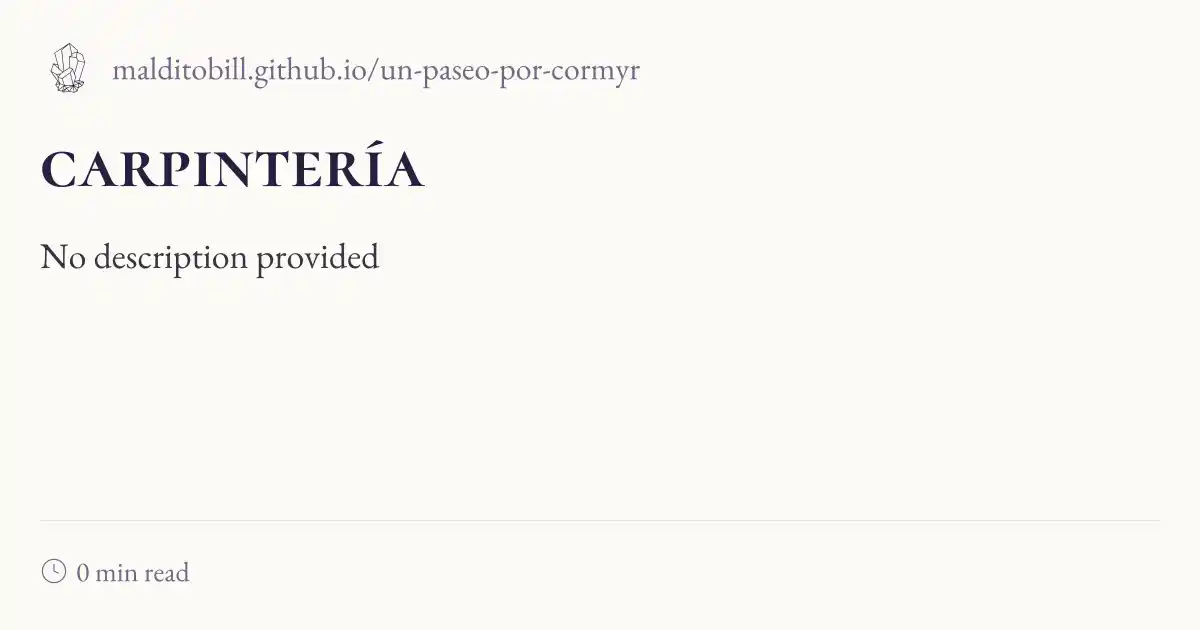 malditobill.github.io/un-paseo-por-cormyr
CARPINTERÍA
No description provided
0 min read